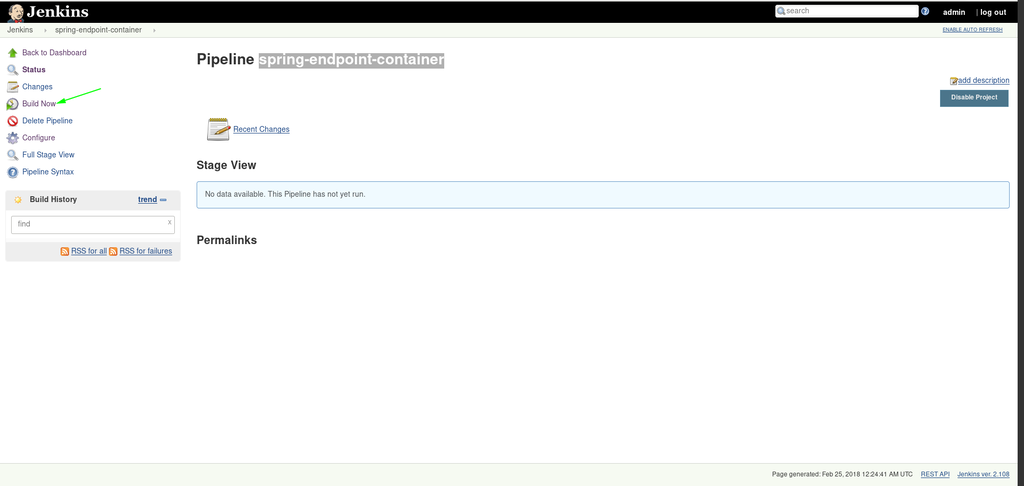 Jenkins
search
admin | log out
Jenkins › spring-endpoint-container ›
ENABLE AUTO REFRESH
Back to Dashboard
Status
Changes
Build Now
Delete Pipeline
Configure
Full Stage View
Pipeline Syntax
Build History trend
find x
RSS for all RSS for failures
Pipeline spring-endpoint-container
add description
Disable Project
Recent Changes
Stage View
No data available. This Pipeline has not yet run.
Permalinks
Page generated: Feb 25, 2018 12:24:41 AM UTC REST API Jenkins ver. 2.108